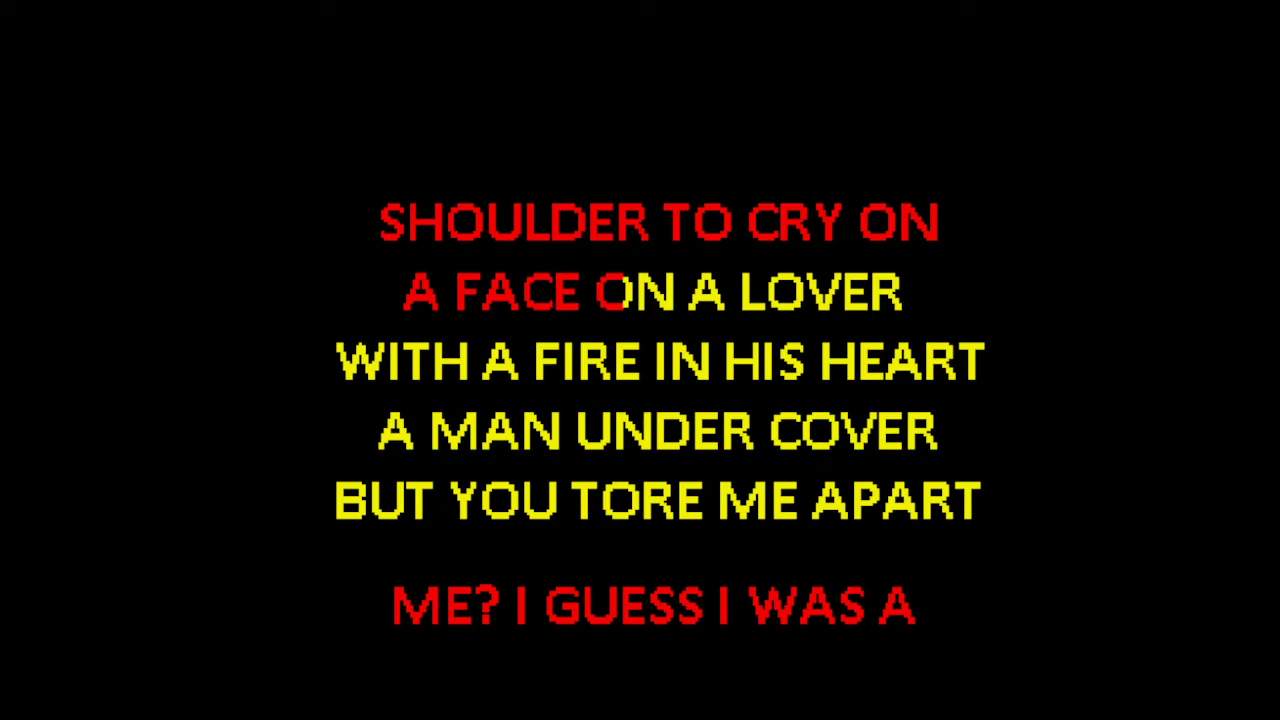 SHOULDER TO CRY ON
A FACE ON A LOVER
WITH A FIRE IN HIS HEART
A MAN UNDER COVER
BUT YOU TORE ME APART
ME? I GUESS I WAS A